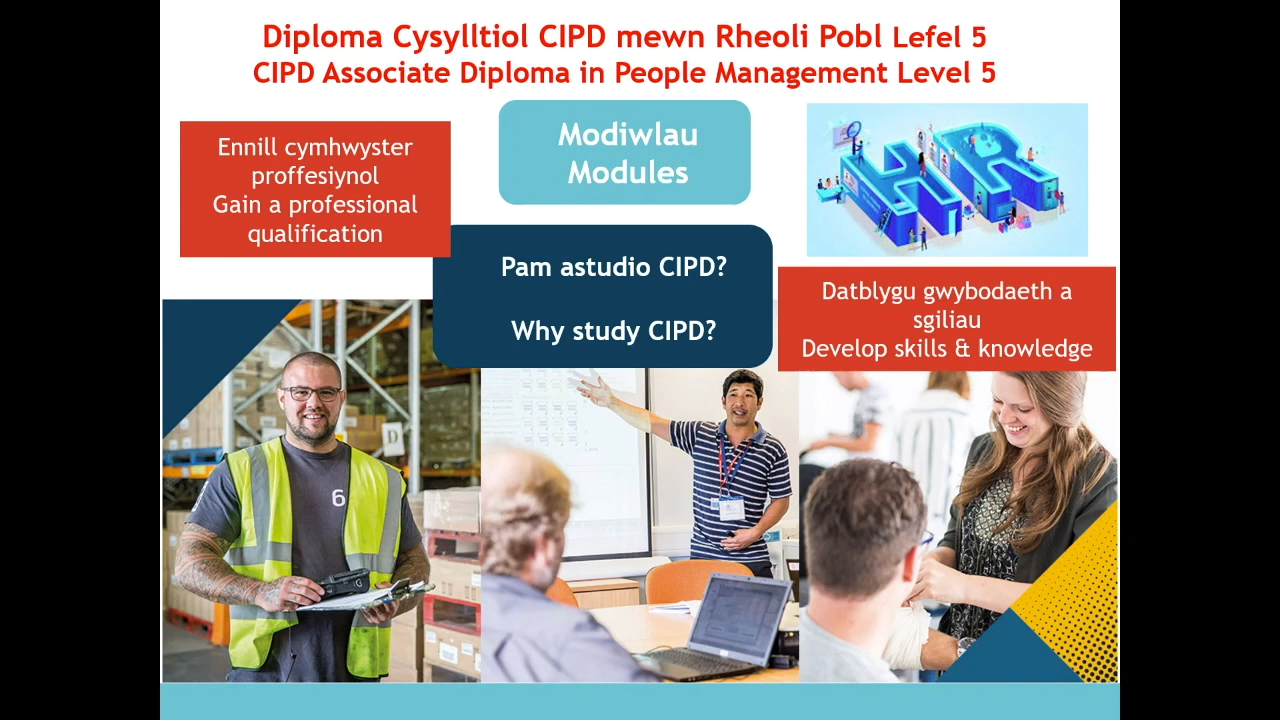 Diploma Cysylltiol CIPD mewn Rheoli Pobl Lefel 5
CIPD Associate Diploma in People Management Level 5
Ennill cymhwyster
proffesiynol
Gain a professional
qualification
Modiwlau
Modules
HR
Pam astudio CIPD?
Why study CIPD?
Datblygu gwybodaeth a
sgiliau
Develop skills & knowledge
D
6